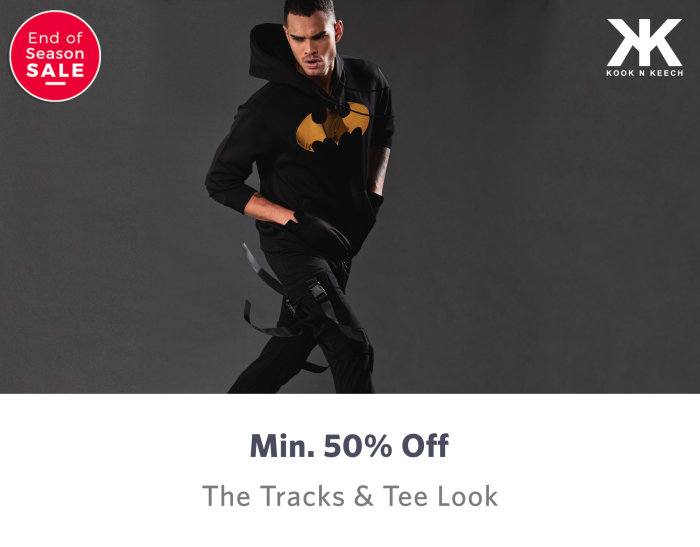 End of
Season
SALE
KOOK N KEECH
Min. 50% Off
The Tracks & Tee Look